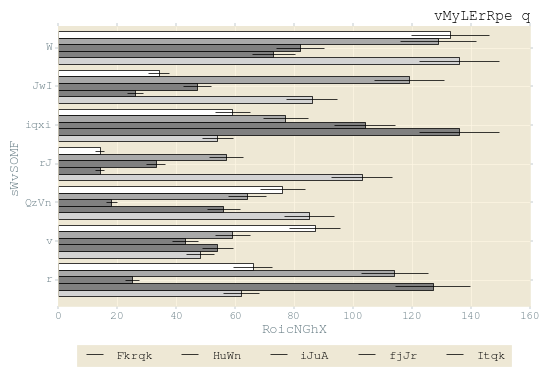 vMyLErRpe q
W
JwI
iqxi
rJ
QzVn
v
r
sWvSOMF
0 20 40 60 80 100 120 140 160
RoicNGhX
Fkrqk HuWn iJuA fjJr Itqk